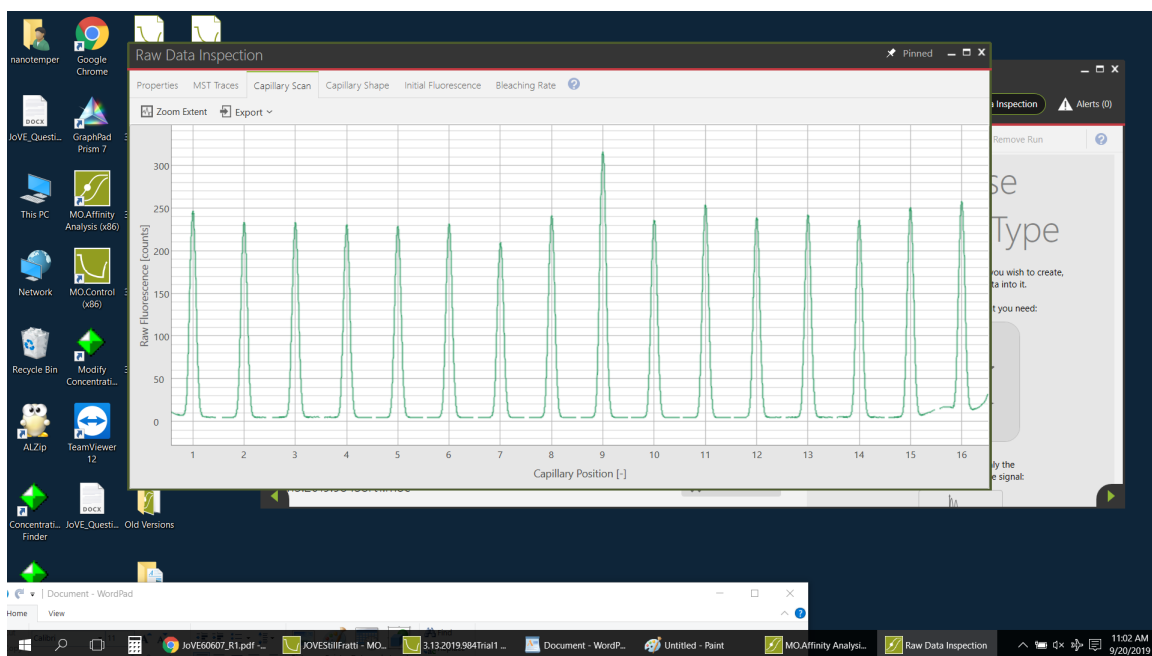 nanotemper
Google
Chrome
JoVE_Questi...
GraphPad
Prism 7
This PC
MO.Affinity
Analysis (x86)
Network
MO.Control
(x86)
Recycle Bin
Modify
Concentrati...
ALZip
TeamViewer
12
Concentrati...
Finder
JoVE_Questi...
Old Versions
DOCX
DOCX
Raw Data Inspection
Pinned
Properties
MST Traces
Capillary Scan
Capillary Shape
Initial Fluorescence
Bleaching Rate
?
Zoom Extent
Export
Raw Fluorescence [counts]
300
250
200
150
100
50
0
1 2 3 4 5 6 7 8 9 10 11 12 13 14 15 16
Capillary Position [-]
a Inspection
Alerts (0)
Remove Run
?
se
Type
you wish to create,
ta into it.
t you need:
ly the
e signal:
Document - WordPad
Home
View
?
JoVE60607_R1.pdf -...
JOVEStillFratti - MO...
3.13.2019.984Trial1 ...
Document - WordP...
Untitled - Paint
MO.Affinity Analysi...
Raw Data Inspection
11:02 AM
9/20/2019